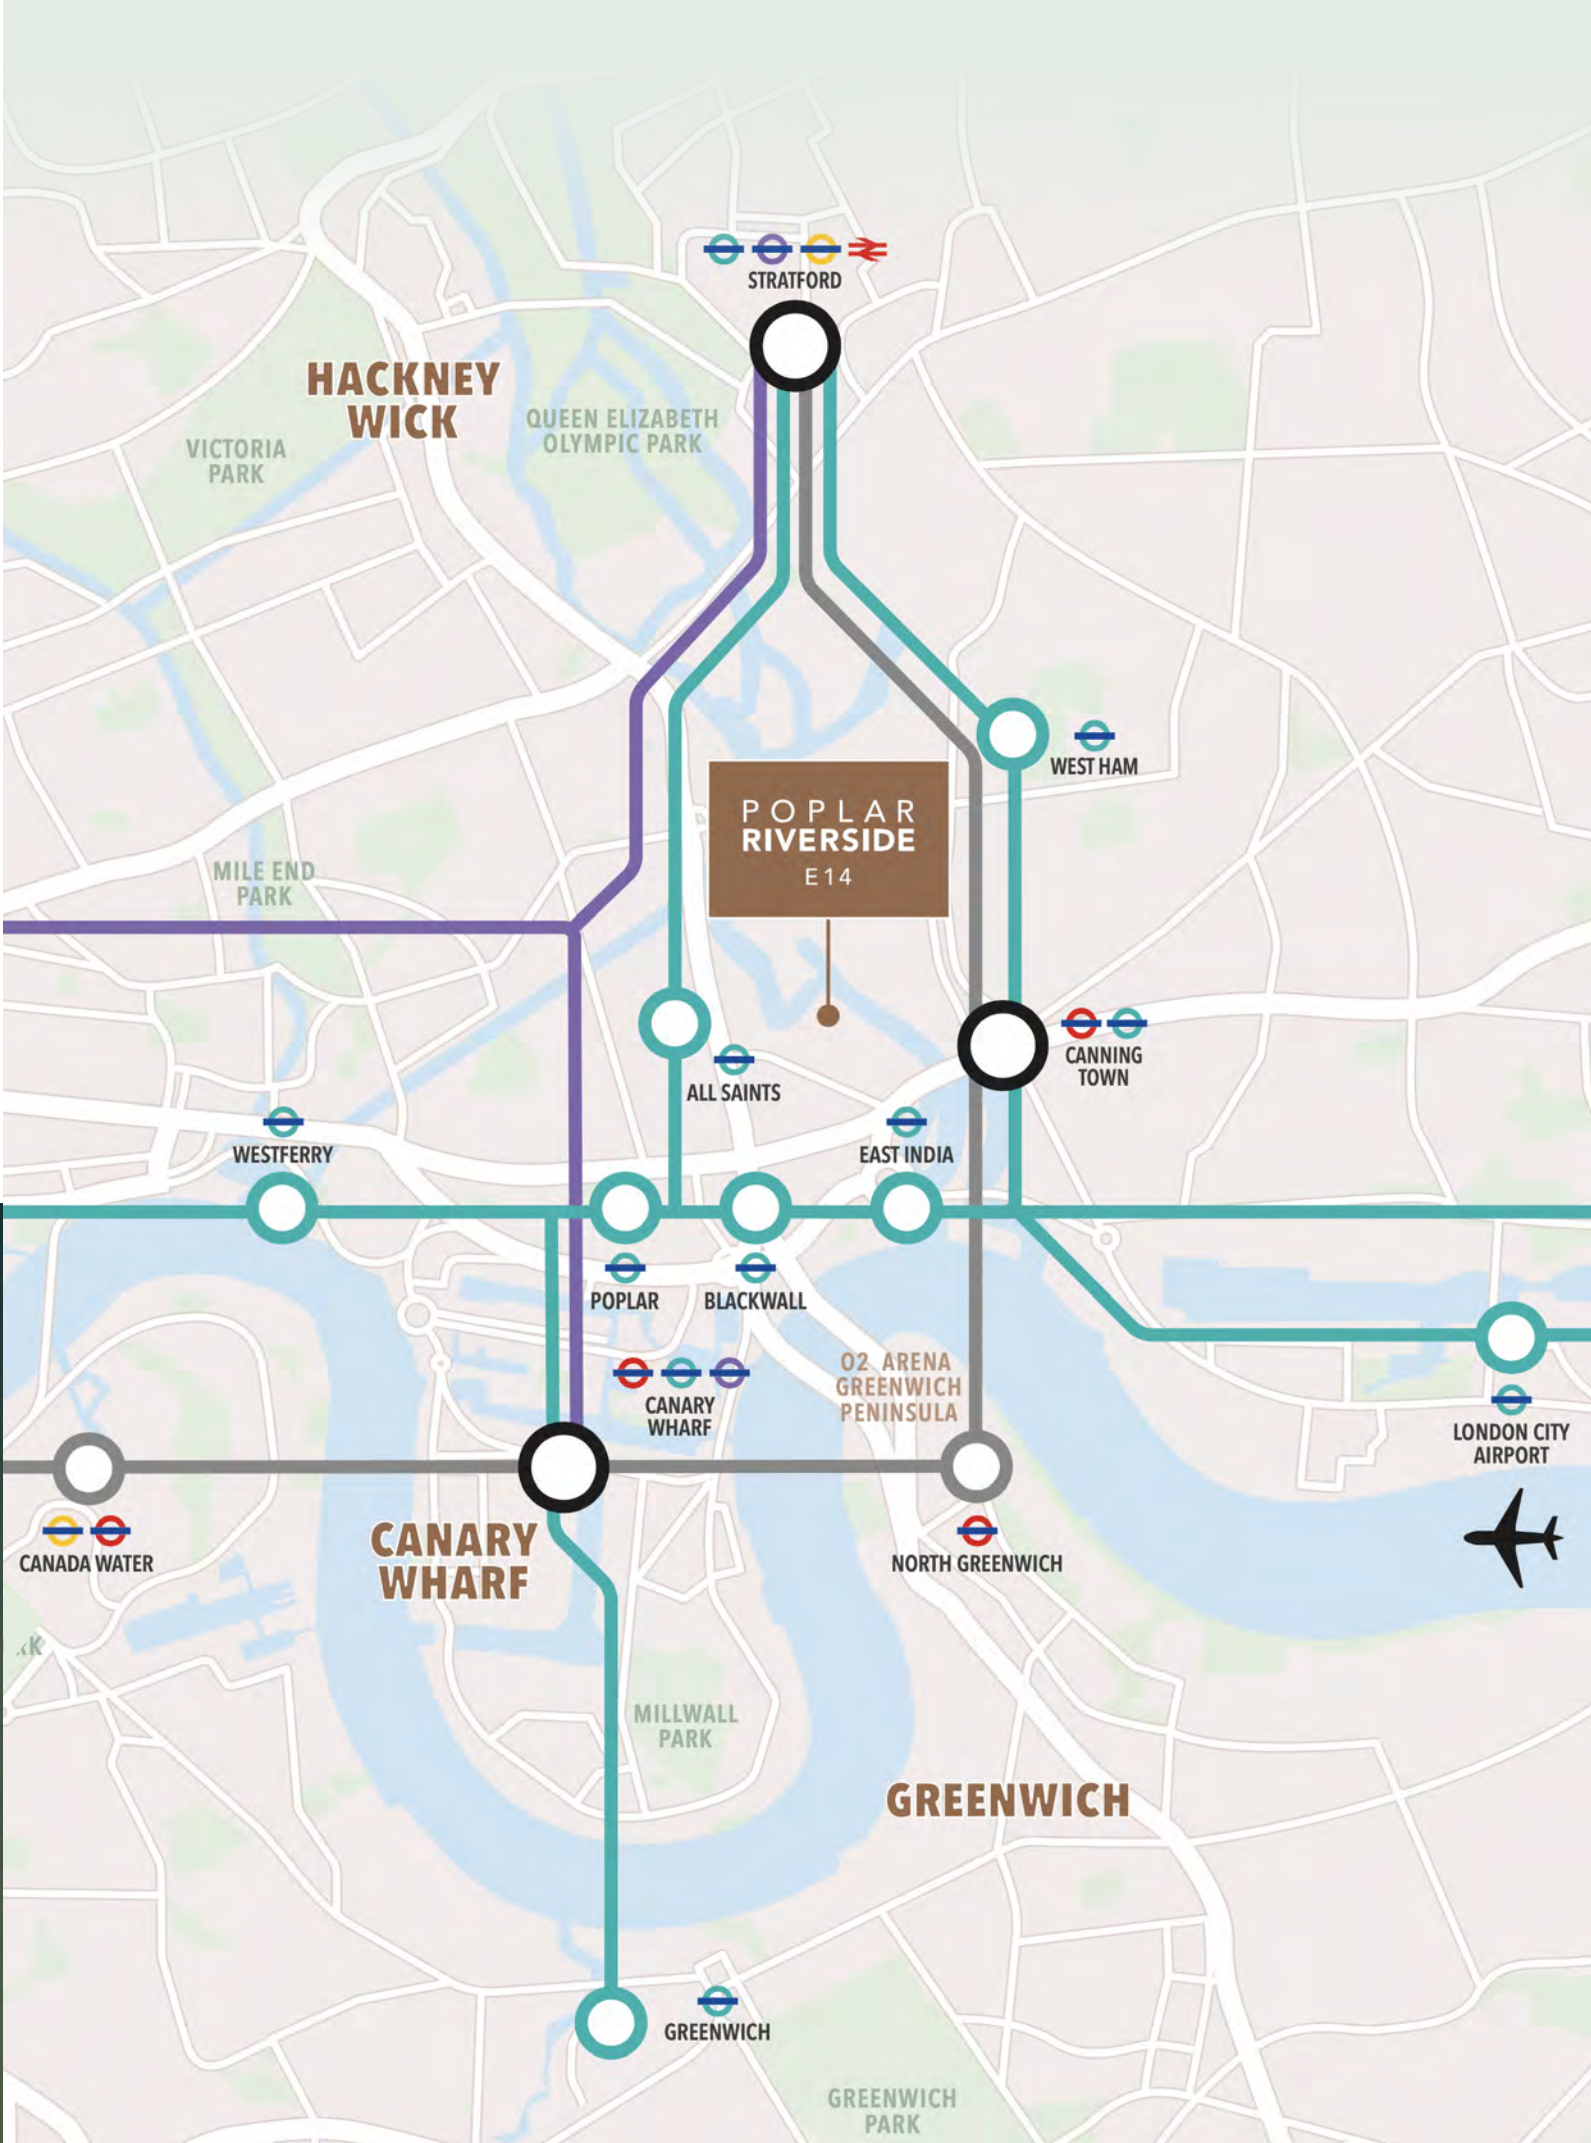 STRATFORD
HACKNEY
WICK
QUEEN ELIZABETH
OLYMPIC PARK
VICTORIA
PARK
WEST HAM
POPLAR
RIVERSIDE
E14
MILE END
PARK
CANNING
TOWN
ALL SAINTS
WESTFERRY
EAST INDIA
POPLAR
BLACKWALL
O2 ARENA
GREENWICH
PENINSULA
CANARY
WHARF
LONDON CITY
AIRPORT
CANADA WATER
CANARY
WHARF
NORTH GREENWICH
MILLWALL
PARK
GREENWICH
GREENWICH
GREENWICH
PARK